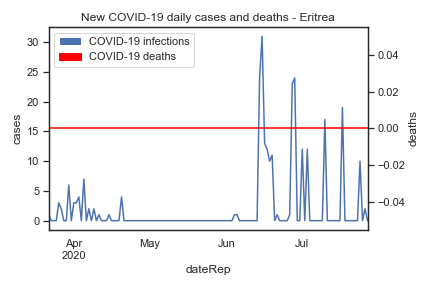 New COVID-19 daily cases and deaths - Eritrea
COVID-19 infections
COVID-19 deaths
30
25
20
15
10
5
0
cases
0.04
0.02
0.00
−0.02
−0.04
deaths
Apr
2020
May
Jun
Jul
dateRep